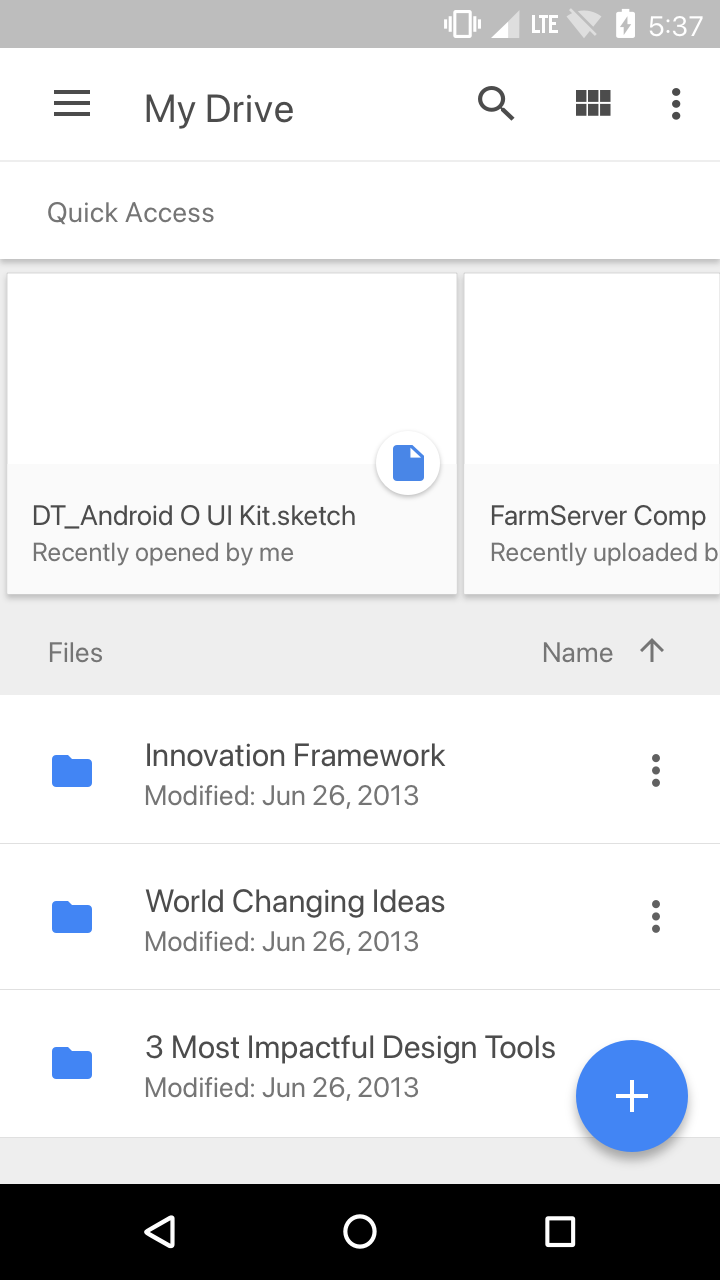 LTE 5:37
My Drive
Quick Access
DT_Android O UI Kit.sketch
Recently opened by me
FarmServer Comp
Recently uploaded b
Files
Name
Innovation Framework
Modified: Jun 26, 2013
World Changing Ideas
Modified: Jun 26, 2013
3 Most Impactful Design Tools
Modified: Jun 26, 2013